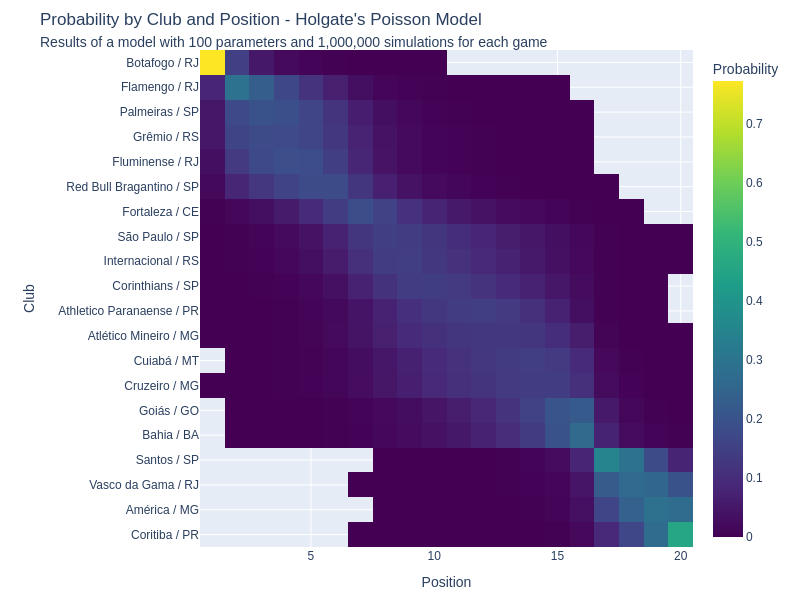 Probability by Club and Position - Holgate's Poisson Model
Results of a model with 100 parameters and 1,000,000 simulations for each game
Probability
Botafogo / RJ
Flamengo / RJ
Palmeiras / SP
Grêmio / RS
Fluminense / RJ
Red Bull Bragantino / SP
Fortaleza / CE
São Paulo / SP
Internacional / RS
Corinthians / SP
Athletico Paranaense / PR
Atlético Mineiro / MG
Cuiabá / MT
Cruzeiro / MG
Goiás / GO
Bahia / BA
Santos / SP
Vasco da Gama / RJ
América / MG
Coritiba / PR
Club
5
10
15
20
Position
0.7
0.6
0.5
0.4
0.3
0.2
0.1
0